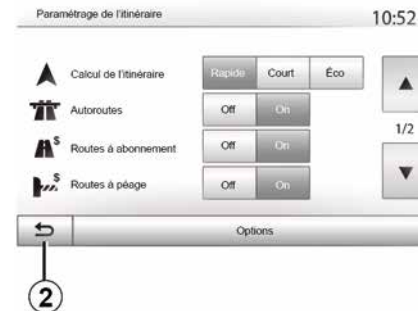 Paramétrage de l'itinéraire 10:52
Calcul de l'itinéraire Rapide Court Éco
Autoroutes Off On
1/2
Routes à abonnement Off On
Routes à péage Off On
Options
2